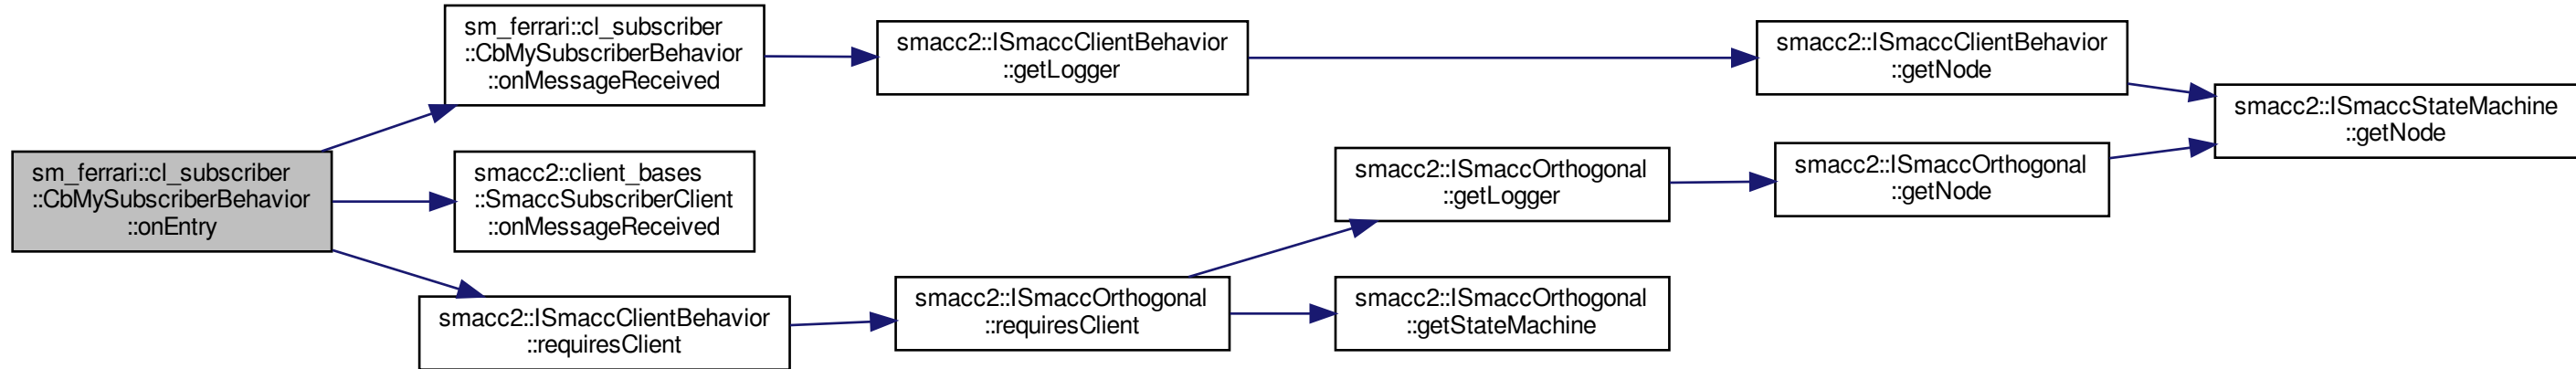 sm_ferrari::cl_subscriber
::CbMySubscriberBehavior
::onEntry
sm_ferrari::cl_subscriber
::CbMySubscriberBehavior
::onMessageReceived
smacc2::ISmaccClientBehavior
::getLogger
smacc2::ISmaccClientBehavior
::getNode
smacc2::ISmaccStateMachine
::getNode
smacc2::client_bases
::SmaccSubscriberClient
::onMessageReceived
smacc2::ISmaccClientBehavior
::requiresClient
smacc2::ISmaccOrthogonal
::requiresClient
smacc2::ISmaccOrthogonal
::getLogger
smacc2::ISmaccOrthogonal
::getNode
smacc2::ISmaccOrthogonal
::getStateMachine